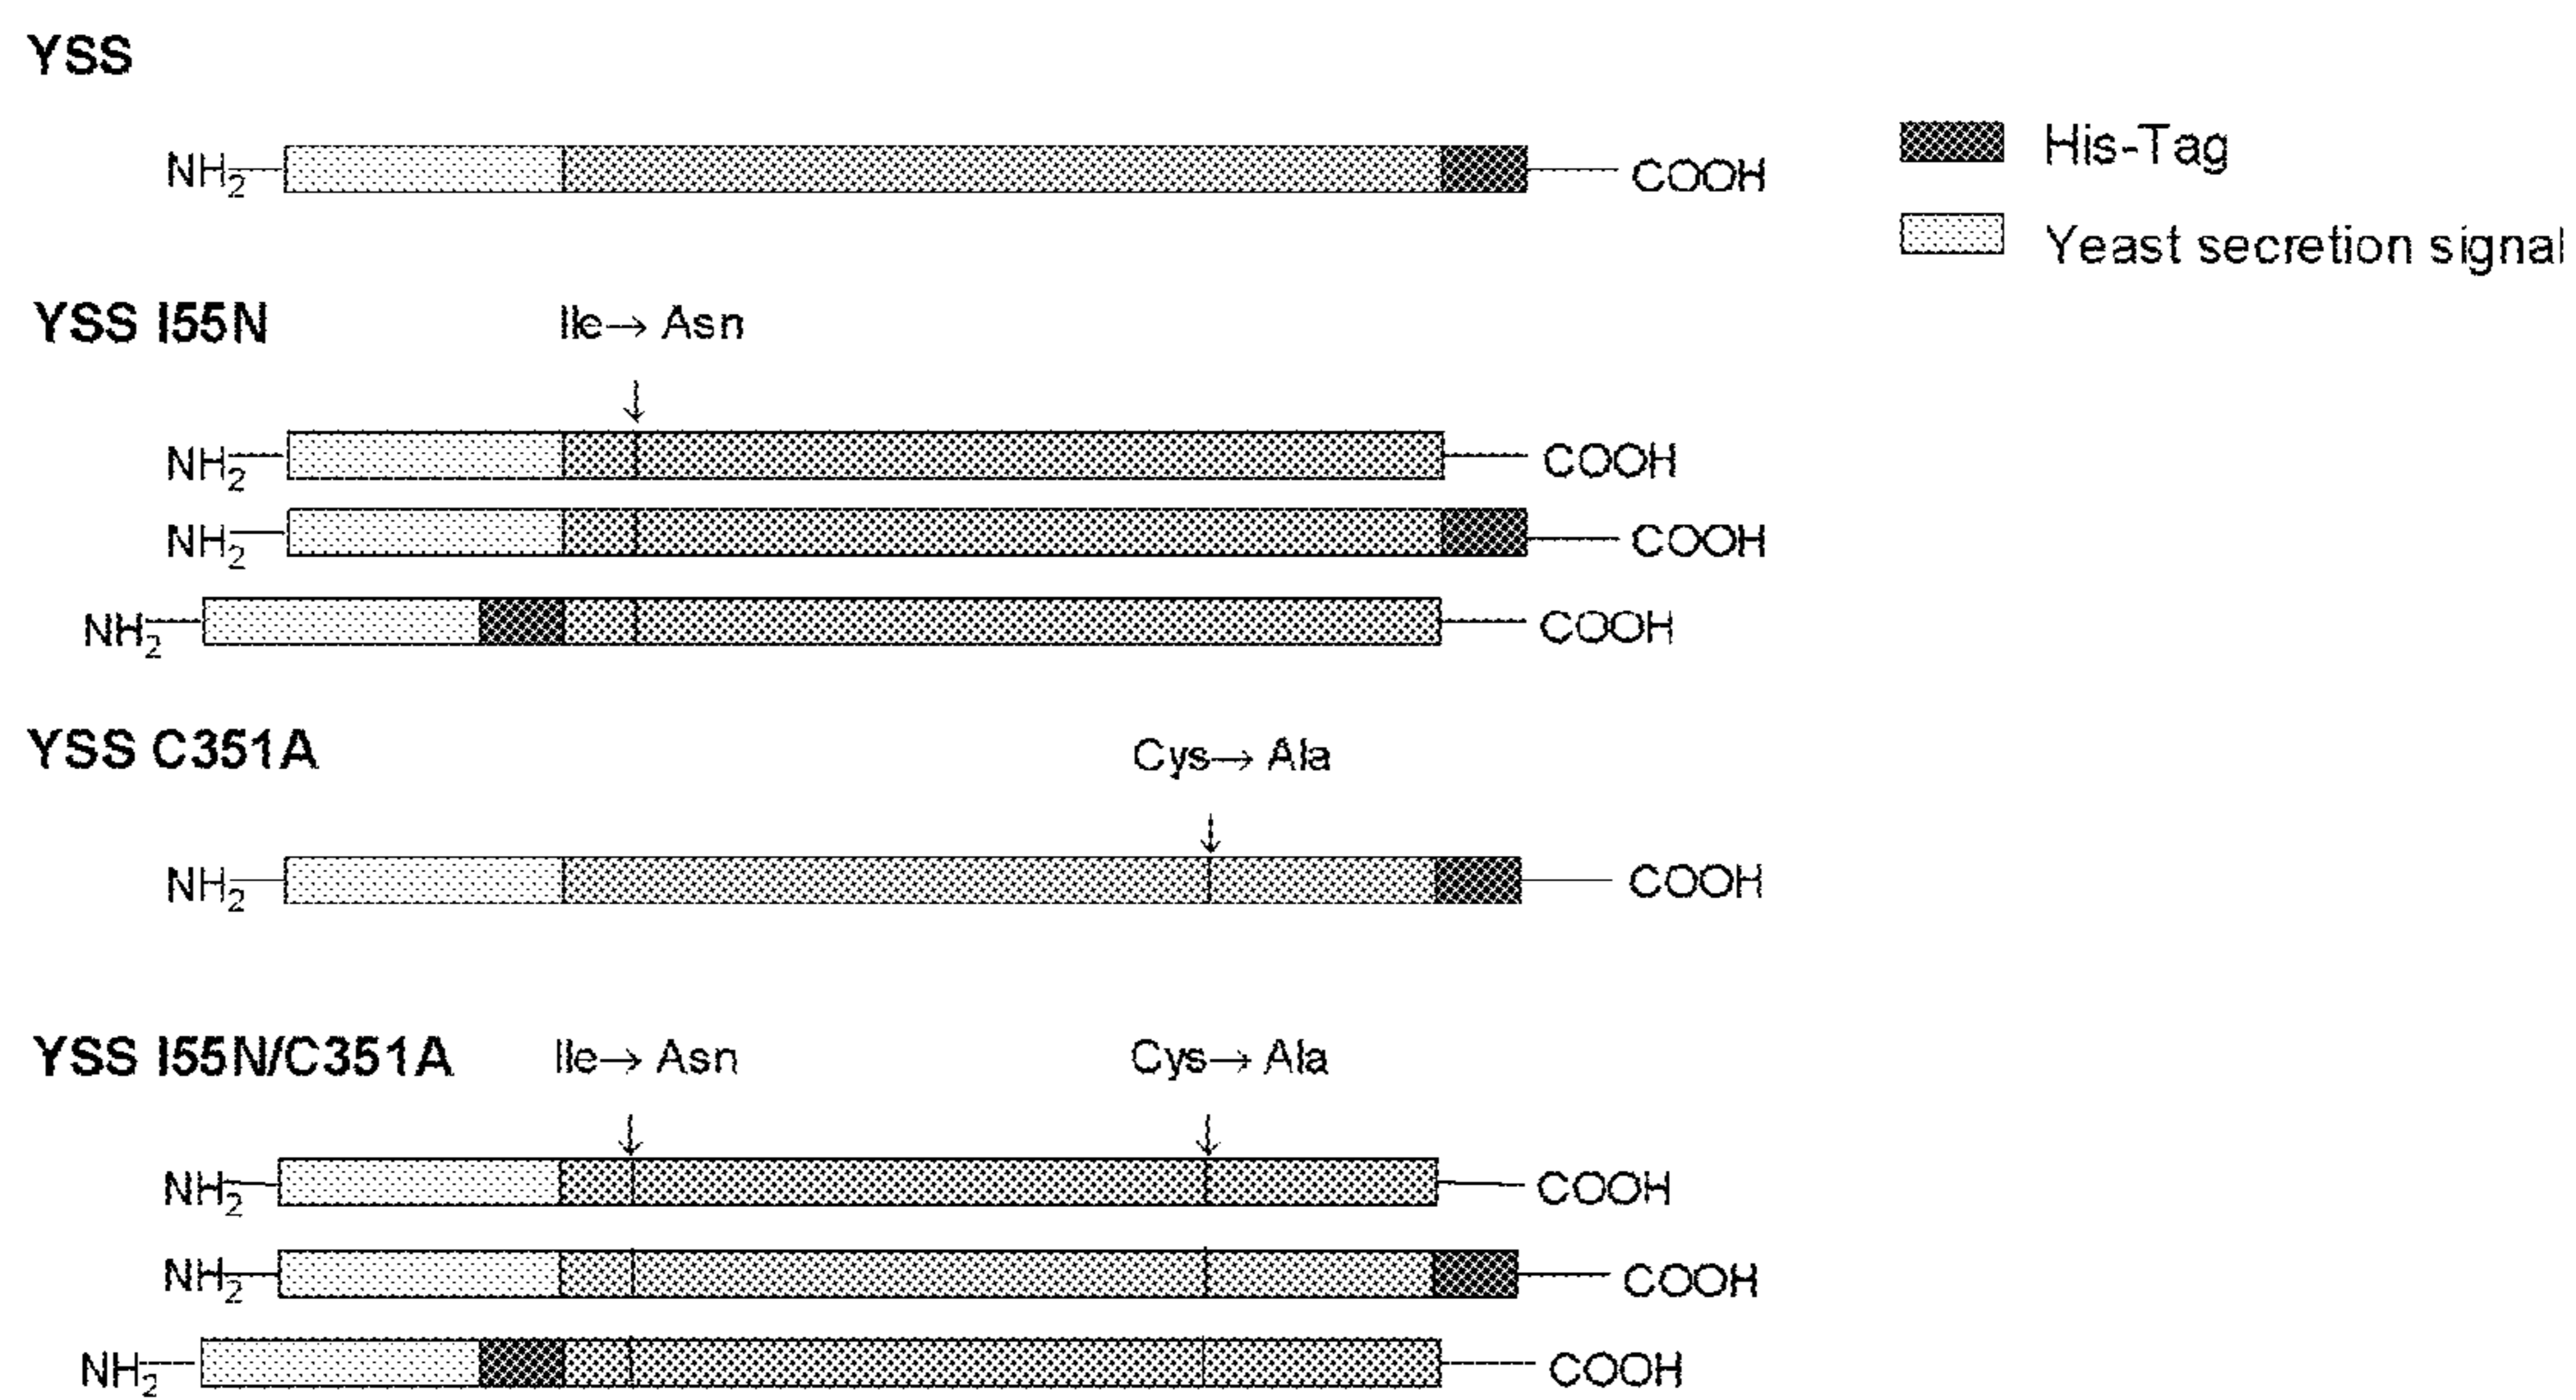 YSS
NH2 COOH
His-Tag
Yeast secretion signal
YSS I55N Ile→ Asn
NH2 COOH
NH2 COOH
NH2 COOH
YSS C351A Cys→ Ala
NH2 COOH
YSS I55N/C351A Ile→ Asn Cys→ Ala
NH2 COOH
NH2 COOH
NH2 COOH